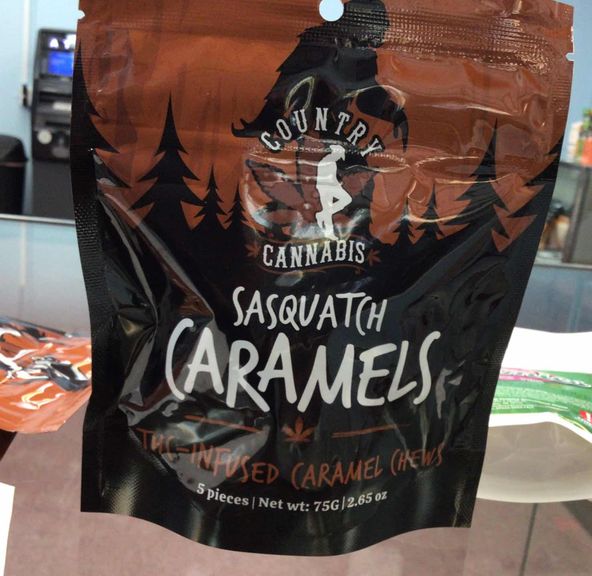 COUNTRY
CANNABIS
SASQUATCH
CARAMELS
THC-INFUSED CARAMEL CHEWS
5 pieces | Net wt: 75G | 2.65 oz